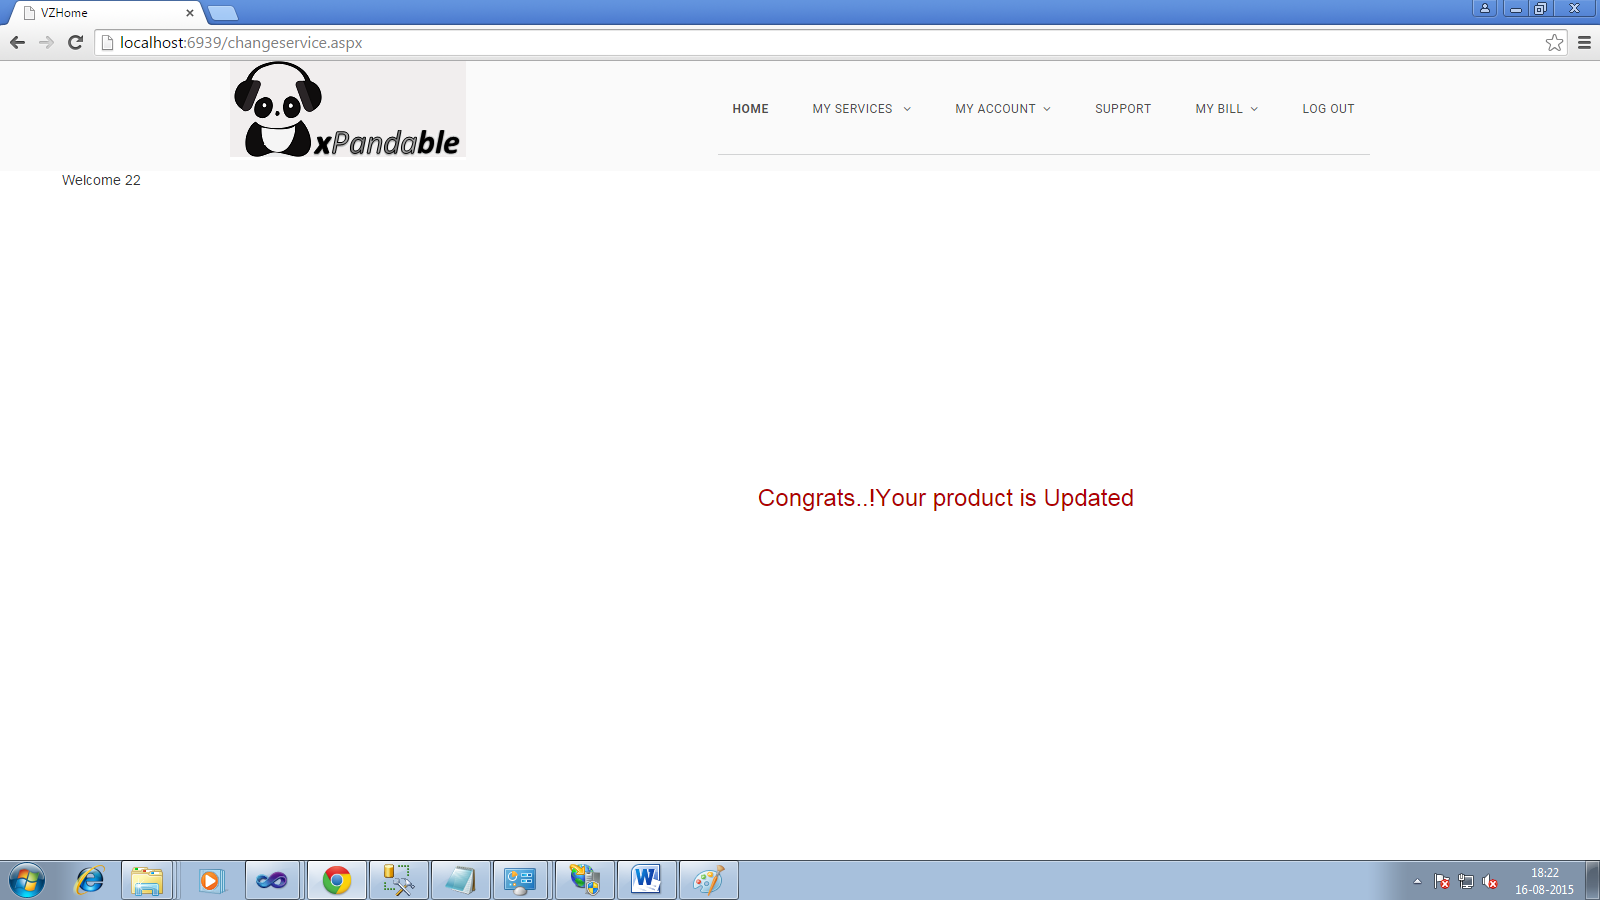 VZHome
localhost:6939/changeservice.aspx
xPandable
HOME MY SERVICES MY ACCOUNT SUPPORT MY BILL LOG OUT
Welcome 22
Congrats..!Your product is Updated
18:22
16-08-2015